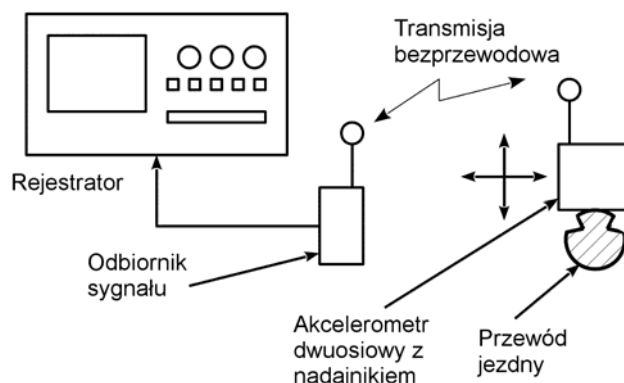 Transmisja
bezprzewodowa
Rejestrator
Odbiornik
sygnału
Akcelerometr
dwuosiowy z
nadajnikiem
Przewód
jezdny